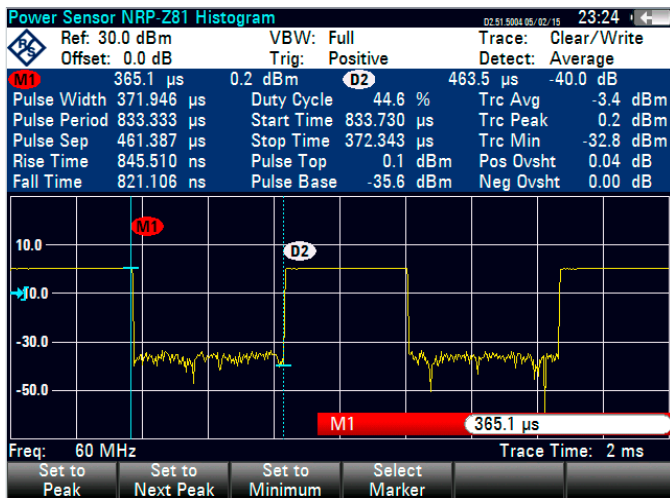 Power Sensor NRP-Z81 Histogram D2.51.5004 05/02/15 23:24
Ref: 30.0 dBm VBW: Full Trace: Clear/Write
Offset: 0.0 dB Trig: Positive Detect: Average
M1 365.1 µs 0.2 dBm D2 463.5 µs -40.0 dB
Pulse Width 371.946 µs Duty Cycle 44.6 % Trc Avg -3.4 dBm
Pulse Period 833.333 µs Start Time 833.730 µs Trc Peak 0.2 dBm
Pulse Sep 461.387 µs Stop Time 372.343 µs Trc Min -32.8 dBm
Rise Time 845.510 ns Pulse Top 0.1 dBm Pos Ovsht 0.04 dB
Fall Time 821.106 ns Pulse Base -35.6 dBm Neg Ovsht 0.00 dB
M1
10.0
D2
10.0
-30.0
-50.0
M1 365.1 µs
Freq: 60 MHz Trace Time: 2 ms
Set to Peak
Set to Next Peak
Set to Minimum
Select Marker